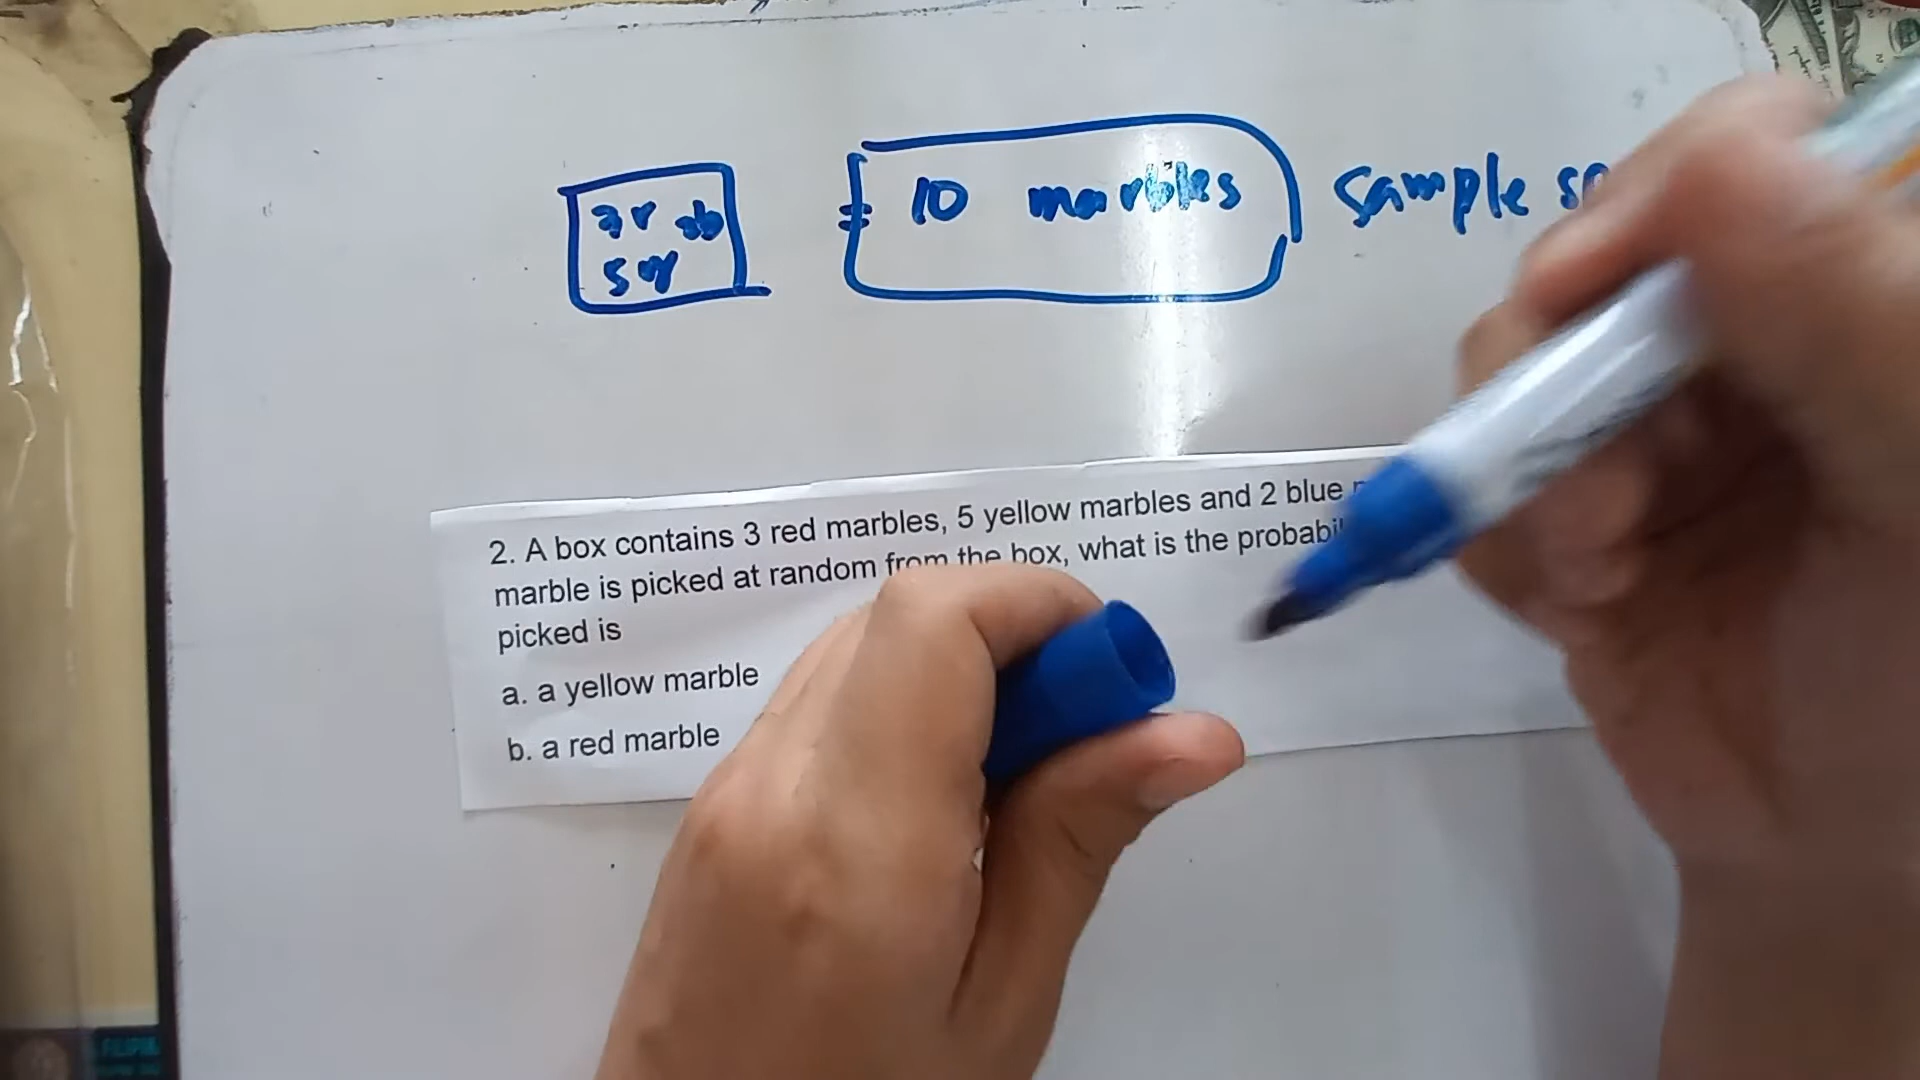 3r 2b = 10 marbles sample
5y
2. A box contains 3 red marbles, 5 yellow marbles and 2 blue
marble is picked at random from the box, what is the
picked is
a. a yellow marble
b. a red marble